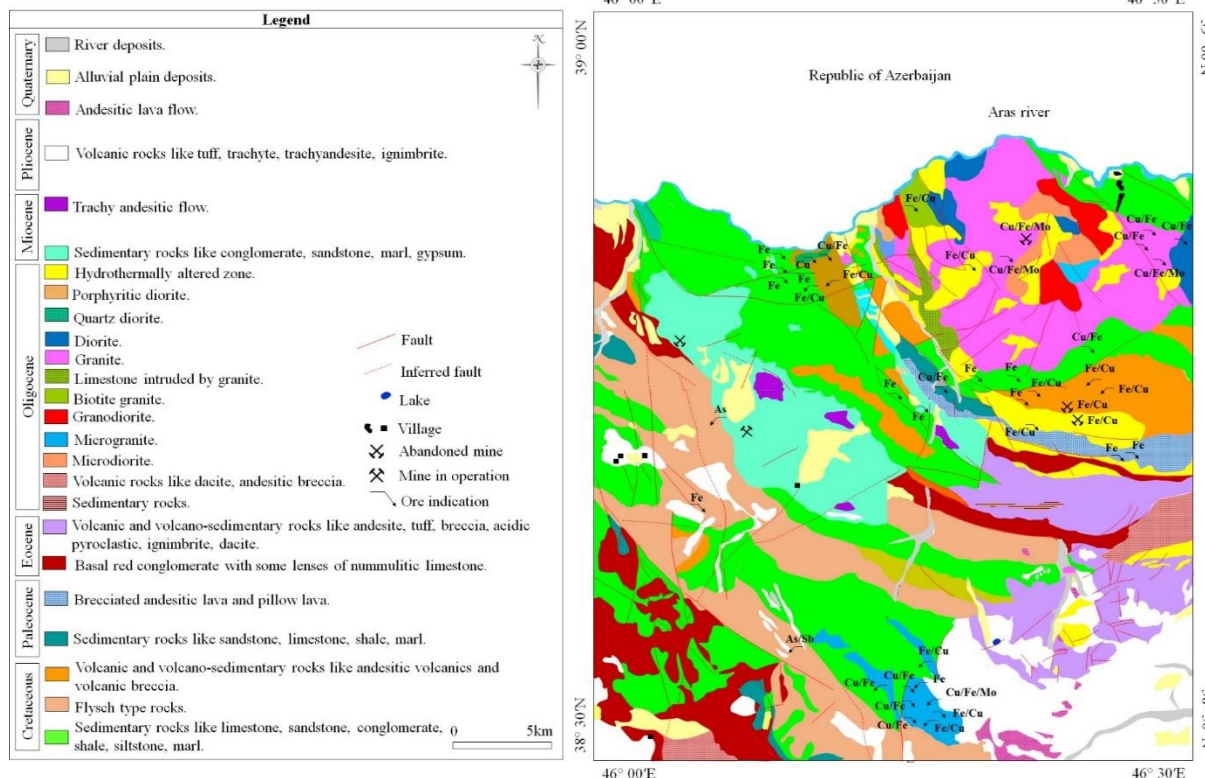 Legend
Quaternary
River deposits.
Alluvial plain deposits.
Andesitic lava flow.
Pliocene
Volcanic rocks like tuff, trachyte, trachyandesite, ignimbrite.
Miocene
Trachy andesitic flow.
Sedimentary rocks like conglomerate, sandstone, marl, gypsum.
Oligocene
Hydrothermally altered zone.
Porphyritic diorite.
Quartz diorite.
Diorite.
Granite.
Limestone intruded by granite.
Biotite granite.
Granodiorite.
Microgranite.
Microdiorite.
Volcanic rocks like dacite, andesitic breccia.
Sedimentary rocks.
Eocene
Volcanic and volcano-sedimentary rocks like andesite, tuff, breccia, acidic
pyroclastic, ignimbrite, dacite.
Basal red conglomerate with some lenses of nummulitic limestone.
Paleocene
Brecciated andesitic lava and pillow lava.
Sedimentary rocks like sandstone, limestone, shale, marl.
Cretaceous
Volcanic and volcano-sedimentary rocks like andesitic volcanics and
volcanic breccia.
Flysch type rocks.
Sedimentary rocks like limestone, sandstone, conglomerate,
shale, siltstone, marl.
N
Fault
Inferred fault
Lake
Village
Abandoned mine
Mine in operation
Ore indication
0 5km
46° 00'E
39° 00'N
Republic of Azerbaijan
Aras river
Fe/Cu
Cu/Fe/Mo
Cu/Fe
Cu/Fe
Cu/Fe
Fe
Cu/Fe
Cu
Fe
Fe
Fe/Cu
Fe/Cu
Fe/Cu
Cu/Fe/Mo
Cu/Fe/Mo
Cu/Fe
Fe
Cu/Fe
Fe
Fe
Fe/Cu
Fe/Cu
Fe/Cu
As
Fe
Fe/Cu
Fe/Cu
Fe/Cu
Fe
Fe
Fe
As/Sb
Fe/Cu
Cu/Fe
Cu/Fe
Fe
Cu/Fe/Mo
Cu/Fe
Fe/Cu
Cu/Fe
Fe/Cu
38° 30'N
46° 00'E
46° 30'E